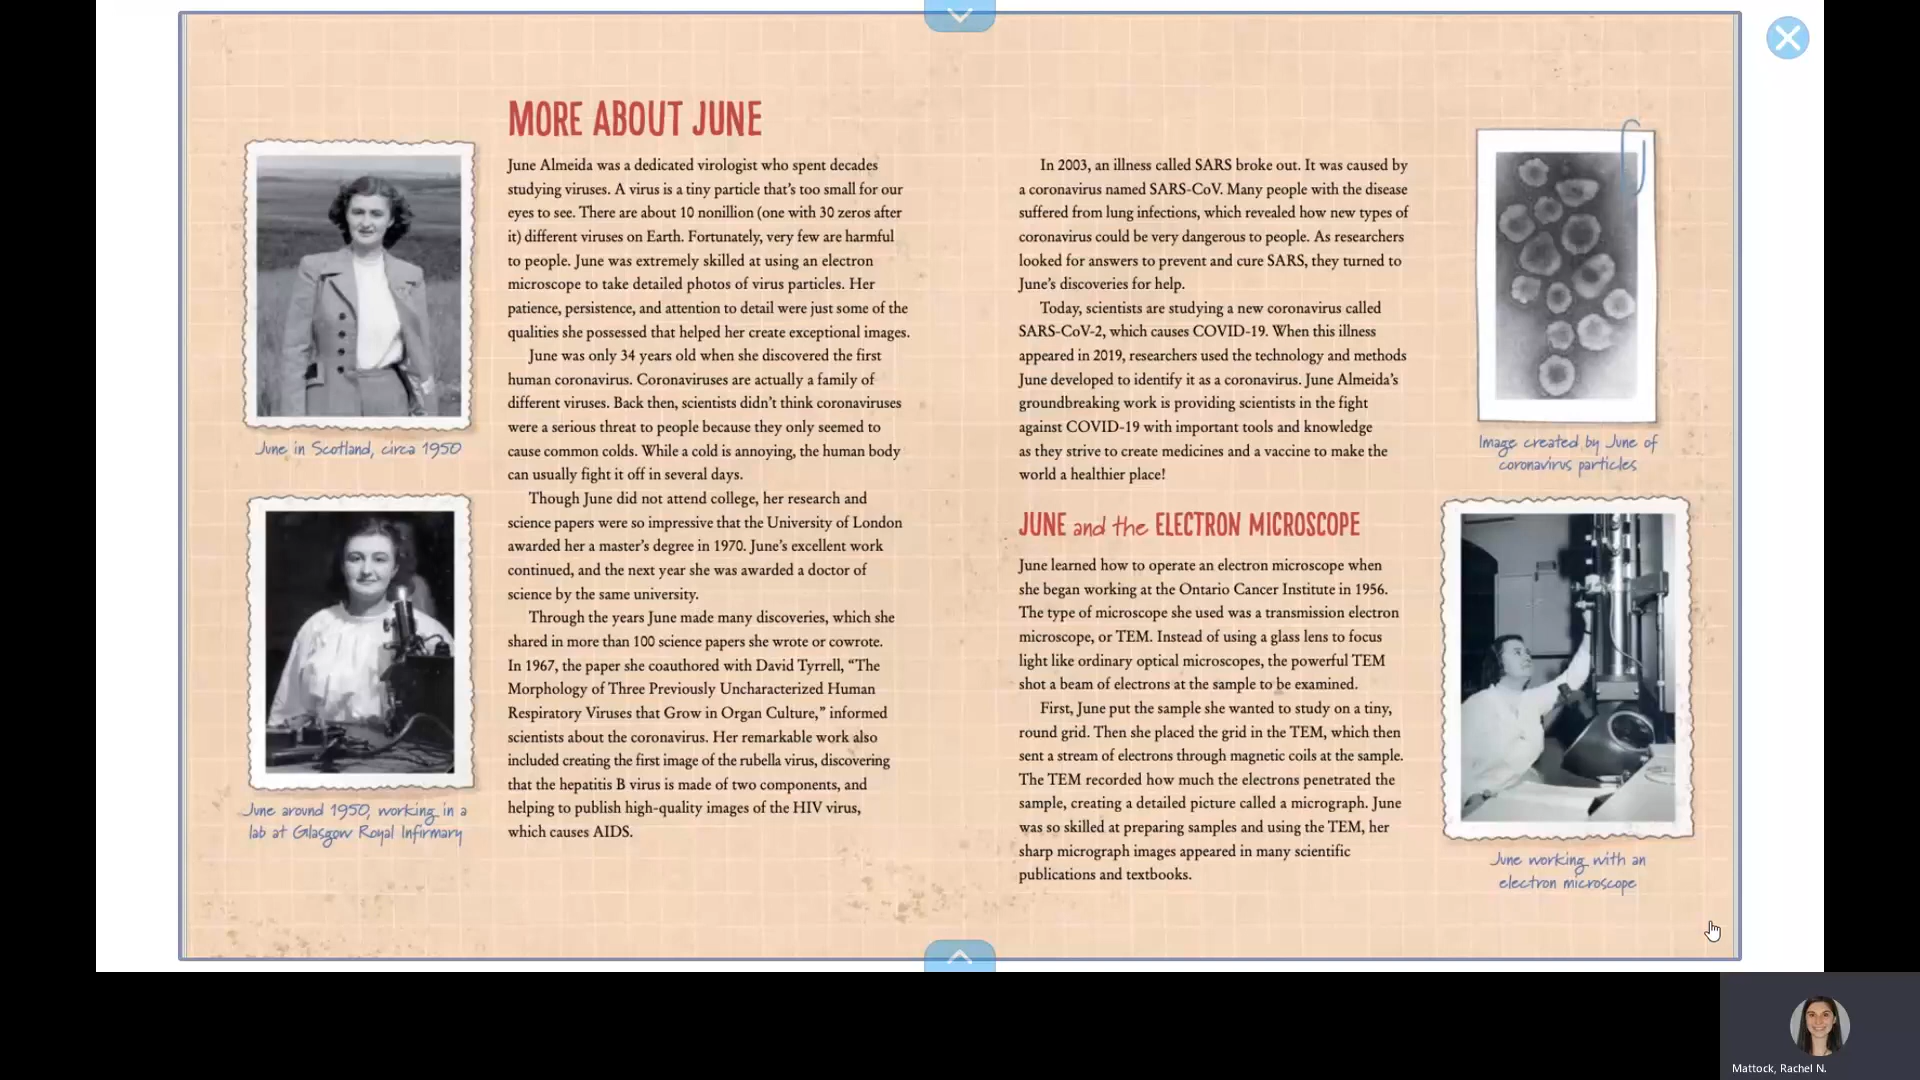 MORE ABOUT JUNE
June Almeida was a dedicated virologist who spent decades
studying viruses. A virus is a tiny particle that's too small for our
eyes to see. There are about 10 nonillion (one with 30 zeros after
it) different viruses on Earth. Fortunately, very few are harmful
to people. June was extremely skilled at using an electron
microscope to take detailed photos of virus particles. Her
patience, persistence, and attention to detail were just some of the
qualities she possessed that helped her create exceptional images.
June was only 34 years old when she discovered the first
human coronavirus. Coronaviruses are actually a family of
different viruses. Back then, scientists didn't think coronaviruses
were a serious threat to people because they only seemed to
cause common colds. While a cold is annoying, the human body
can usually fight it off in several days.
Though June did not attend college, her research and
science papers were so impressive that the University of London
awarded her a master's degree in 1970. June's excellent work
continued, and the next year she was awarded a doctor of
science by the same university.
Through the years June made many discoveries, which she
shared in more than 100 science papers she wrote or cowrote.
In 1967, the paper she coauthored with David Tyrrell, "The
Morphology of Three Previously Uncharacterized Human
Respiratory Viruses that Grow in Organ Culture," informed
scientists about the coronavirus. Her remarkable work also
included creating the first image of the rubella virus, discovering
that the hepatitis B virus is made of two components, and
helping to publish high-quality images of the HIV virus,
which causes AIDS.
June in Scotland, circa 1950
June around 1950, working in a
lab at Glasgow Royal Infirmary
In 2003, an illness called SARS broke out. It was caused by
a coronavirus named SARS-CoV. Many people with the disease
suffered from lung infections, which revealed how new types of
coronavirus could be very dangerous to people. As researchers
looked for answers to prevent and cure SARS, they turned to
June's discoveries for help.
Today, scientists are studying a new coronavirus called
SARS-CoV-2, which causes COVID-19. When this illness
appeared in 2019, researchers used the technology and methods
June developed to identify it as a coronavirus. June Almeida's
groundbreaking work is providing scientists in the fight
against COVID-19 with important tools and knowledge
as they strive to create medicines and a vaccine to make the
world a healthier place!
JUNE and the ELECTRON MICROSCOPE
June learned how to operate an electron microscope when
she began working at the Ontario Cancer Institute in 1956.
The type of microscope she used was a transmission electron
microscope, or TEM. Instead of using a glass lens to focus
light like ordinary optical microscopes, the powerful TEM
shot a beam of electrons at the sample to be examined.
First, June put the sample she wanted to study on a tiny,
round grid. Then she placed the grid in the TEM, which then
sent a stream of electrons through magnetic coils at the sample.
The TEM recorded how much the electrons penetrated the
sample, creating a detailed picture called a micrograph. June
was so skilled at preparing samples and using the TEM, her
sharp micrograph images appeared in many scientific
publications and textbooks.
Image created by June of
coronavirus particles
June working with an
electron microscope
Mattock, Rachel N.